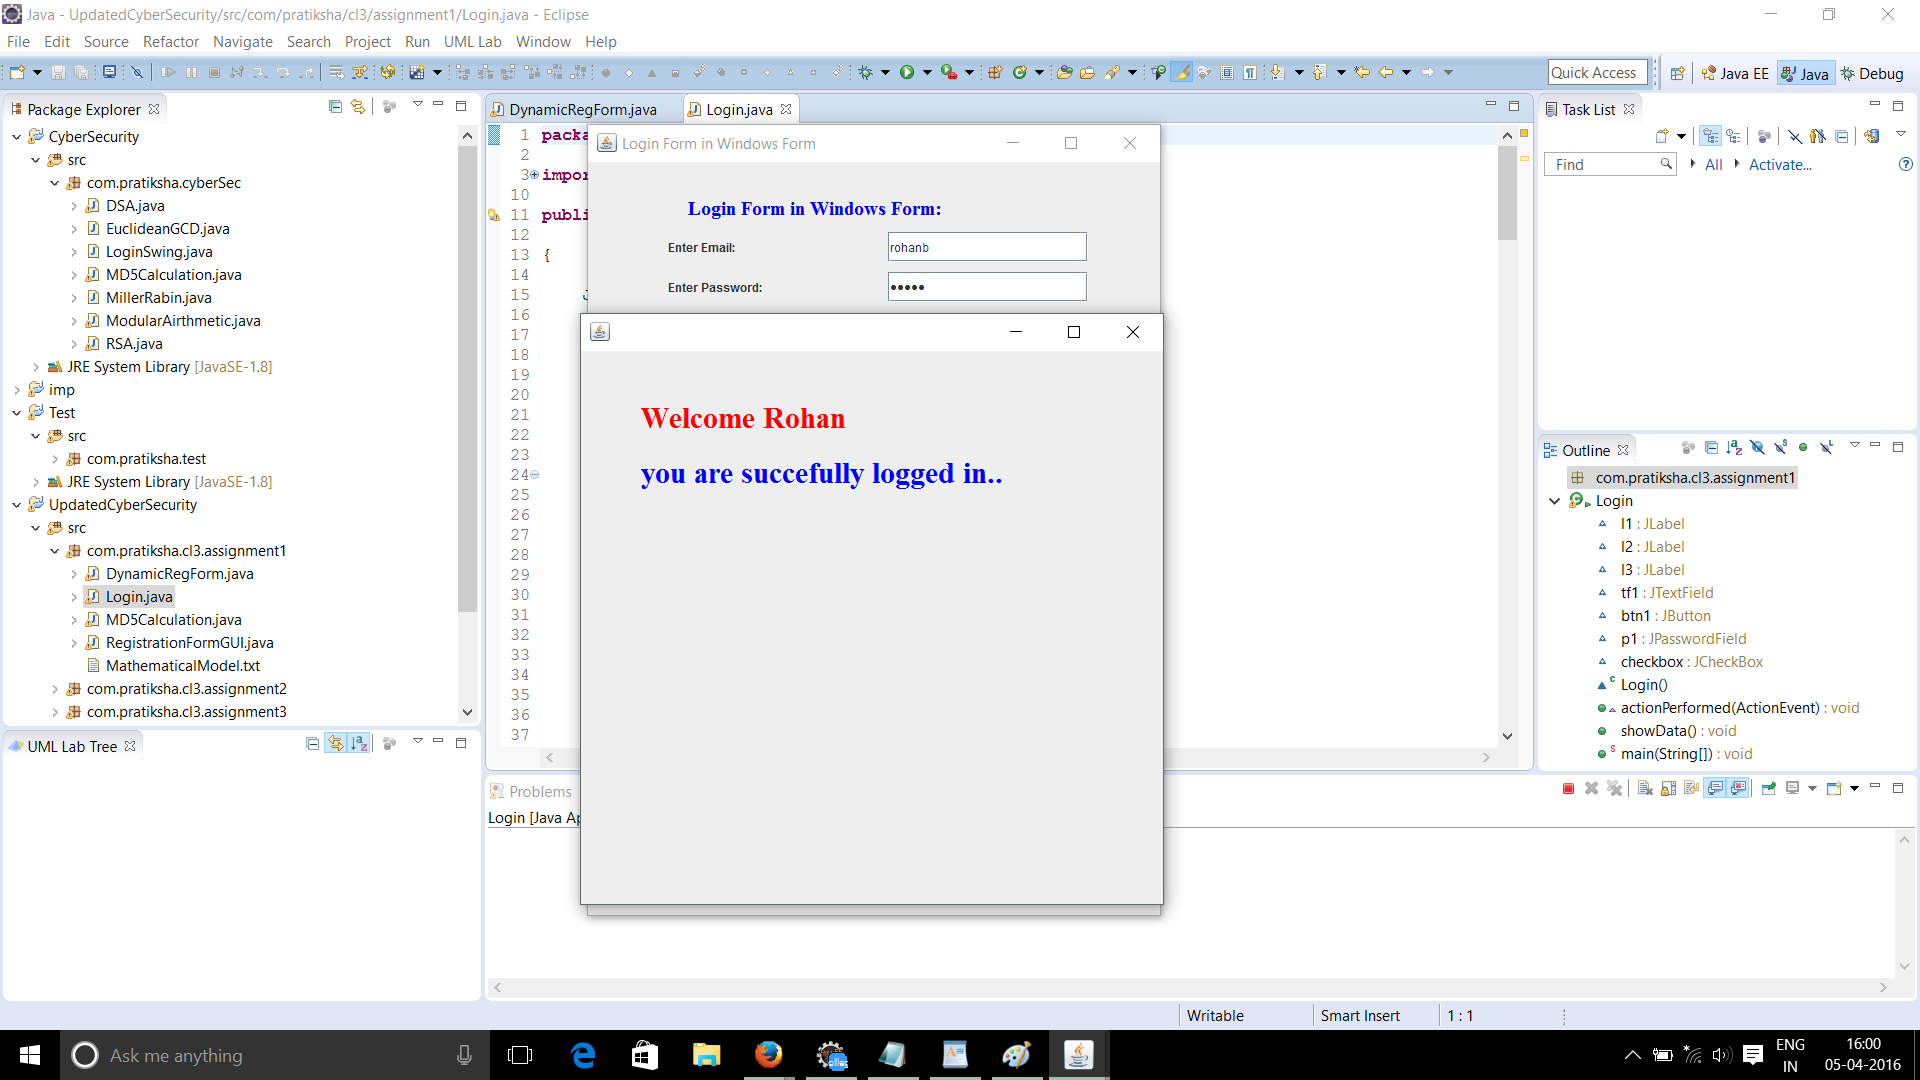 Java - UpdatedCyberSecurity/src/com/pratiksha/cl3/assignment1/Login.java - Eclipse
File Edit Source Refactor Navigate Search Project Run UML Lab Window Help
Quick Access Java EE Java Debug
Package Explorer
CyberSecurity
src
com.pratiksha.cyberSec
DSA.java
EuclideanGCD.java
LoginSwing.java
MD5Calculation.java
MillerRabin.java
ModularAirthmetic.java
RSA.java
JRE System Library [JavaSE-1.8]
imp
Test
src
com.pratiksha.test
JRE System Library [JavaSE-1.8]
UpdatedCyberSecurity
src
com.pratiksha.cl3.assignment1
DynamicRegForm.java
Login.java
MD5Calculation.java
RegistrationFormGUI.java
MathematicalModel.txt
com.pratiksha.cl3.assignment2
com.pratiksha.cl3.assignment3
UML Lab Tree
DynamicRegForm.java Login.java
1 packa
2
3 impor
10
11 publi
12
13 {
14
15
16
17
18
19
20
21
22
23
24
25
26
27
28
29
30
31
32
33
34
35
36
37
Login Form in Windows Form
Login Form in Windows Form:
Enter Email: rohanb
Enter Password: •••••
Welcome Rohan
you are succefully logged in..
Problems
Login [Java Ap
Task List
Find All Activate...
Outline
com.pratiksha.cl3.assignment1
Login
l1 : JLabel
l2 : JLabel
l3 : JLabel
tf1 : JTextField
btn1 : JButton
p1 : JPasswordField
checkbox : JCheckBox
Login()
actionPerformed(ActionEvent) : void
showData() : void
main(String[]) : void
Writable Smart Insert 1 : 1
Ask me anything
ENG
IN
16:00
05-04-2016